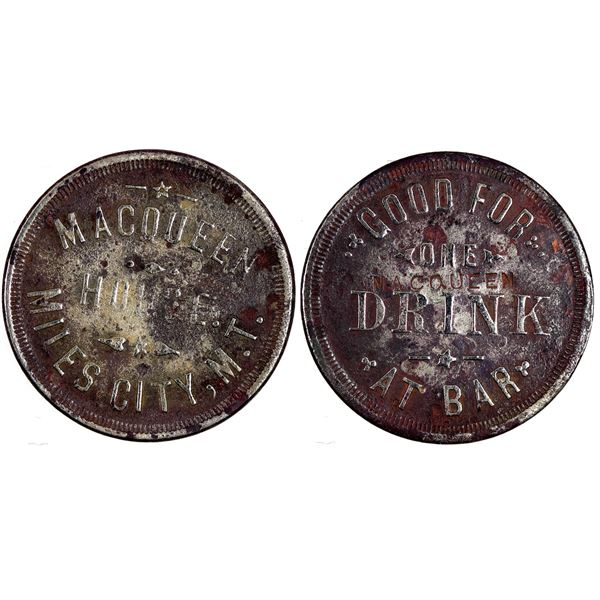 MACQUEEN
HOUSE.
MILES CITY, M.T.
GOOD FOR
ONE
MACQUEEN
DRINK
AT BAR